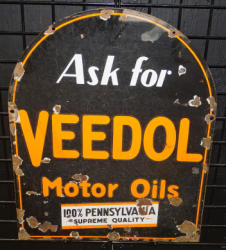 Ask for
VEEDOL
Motor Oils
100% PENNSYLVANIA
SUPREME QUALITY